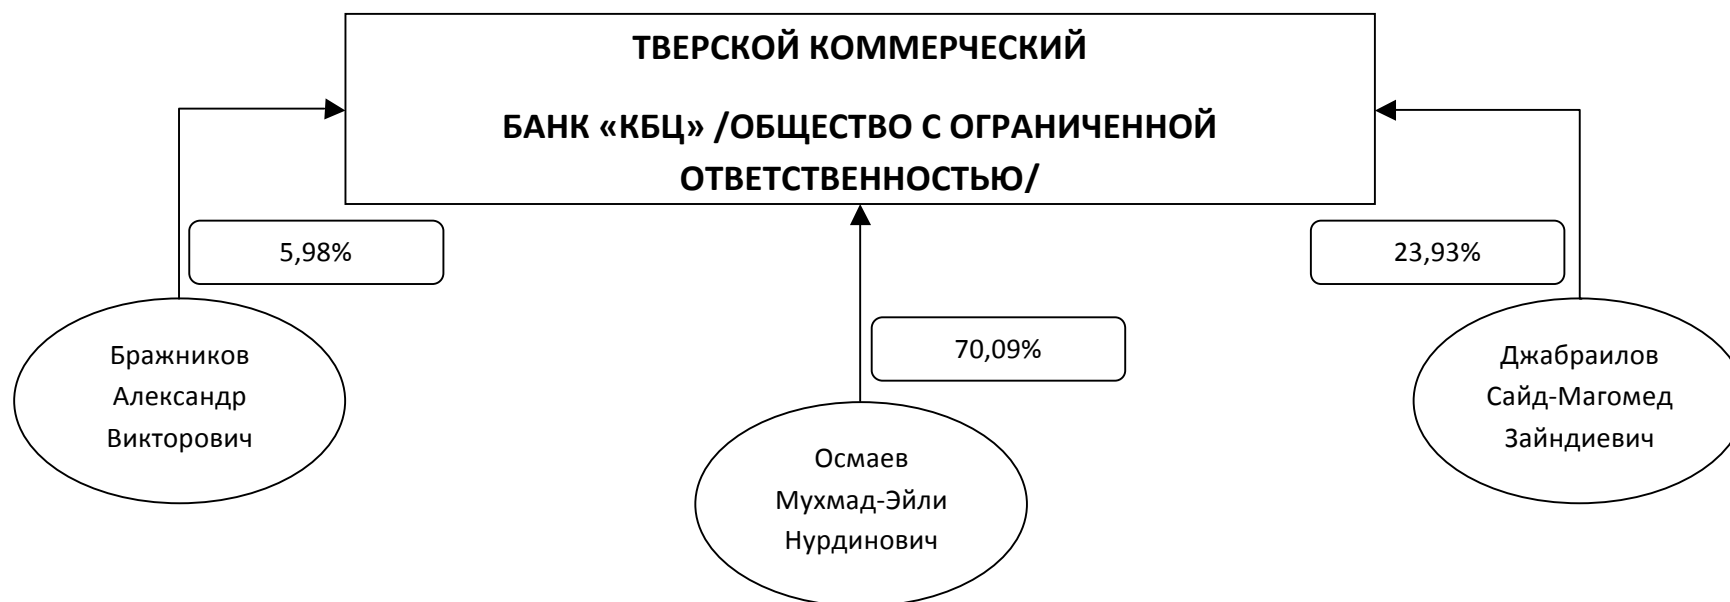 ТВЕРСКОЙ КОММЕРЧЕСКИЙ
БАНК «КБЦ» /ОБЩЕСТВО С ОГРАНИЧЕННОЙ
ОТВЕТСТВЕННОСТЬЮ/
5,98%
23,93%
70,09%
Бражников
Александр
Викторович
Осмаев
Мухмад-Эйли
Нурдинович
Джабраилов
Сайд-Магомед
Зайндиевич